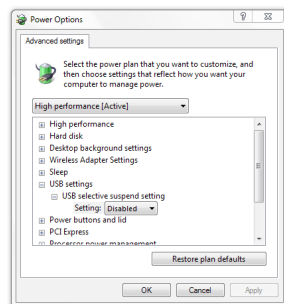 Power Options
Advanced settings
Select the power plan that you want to customize, and
then choose settings that reflect how you want your
computer to manage power.
High performance [Active]
High performance
Hard disk
Desktop background settings
Wireless Adapter Settings
Sleep
USB settings
USB selective suspend setting
Setting: Disabled
Power buttons and lid
PCI Express
Processor power management
Restore plan defaults
OK Cancel Apply